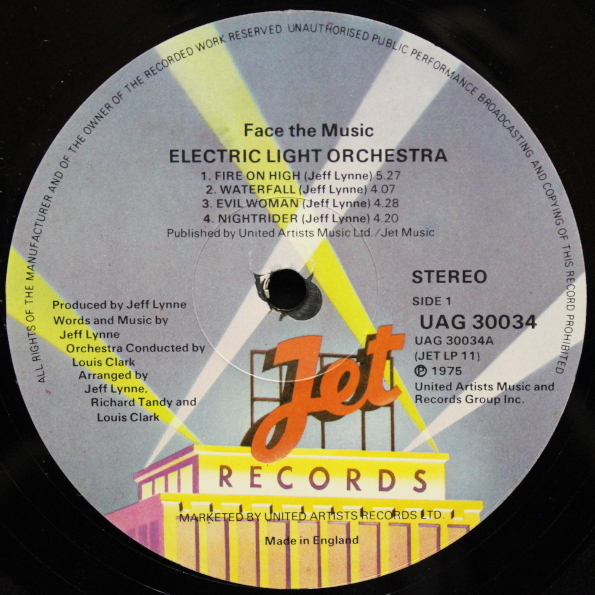 ALL RIGHTS OF THE MANUFACTURER AND OF THE OWNER OF THE RECORDED WORK RESERVED UNAUTHORISED PUBLIC PERFORMANCE BROADCASTING AND COPYING OF THIS RECORD PROHIBITED
Face the Music
ELECTRIC LIGHT ORCHESTRA
1. FIRE ON HIGH (Jeff Lynne) 5.27
2. WATERFALL (Jeff Lynne) 4.07
3. EVIL WOMAN (Jeff Lynne) 4.28
4. NIGHTRIDER (Jeff Lynne) 4.20
Published by United Artists Music Ltd./Jet Music
Produced by Jeff Lynne
Words and Music by
Jeff Lynne
Orchestra Conducted by
Louis Clark
Arranged by
Jeff Lynne,
Richard Tandy and
Louis Clark
STEREO
SIDE 1
UAG 30034
UAG 30034A
(JET LP 11)
℗ 1975
United Artists Music and
Records Group Inc.
Jet
RECORDS
MARKETED BY UNITED ARTISTS RECORDS LTD.
Made in England